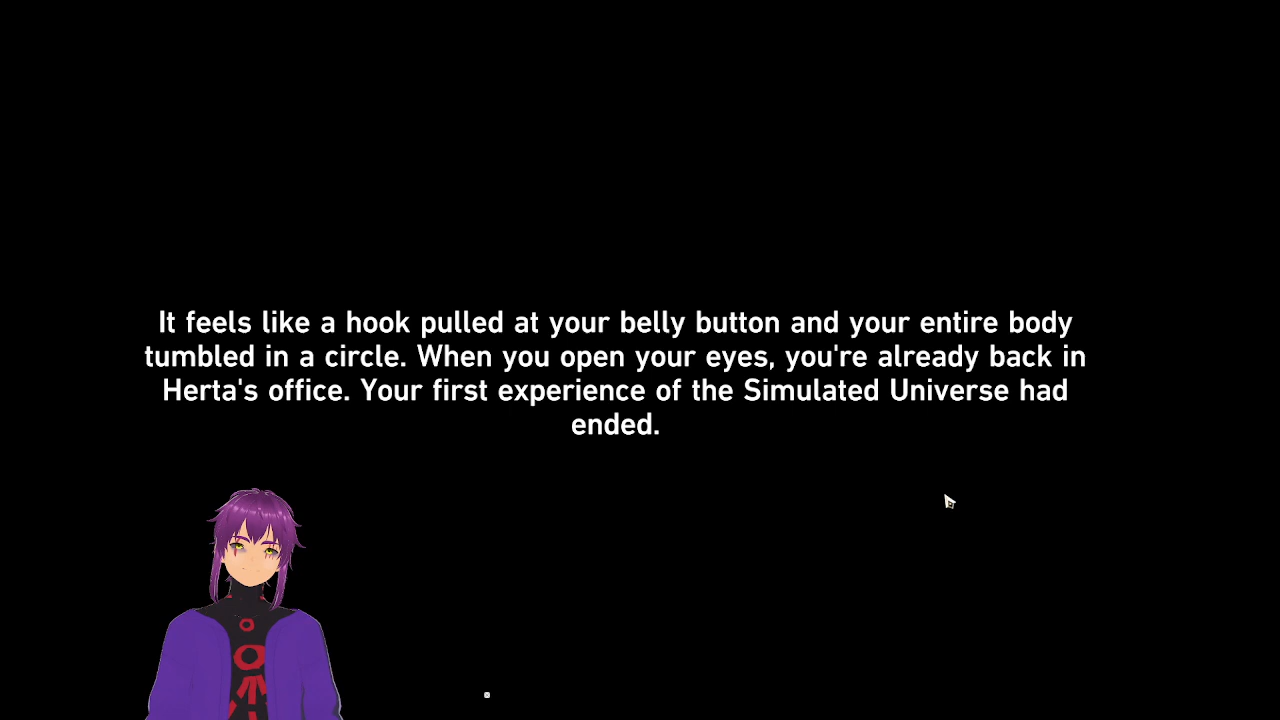 It feels like a hook pulled at your belly button and your entire body
tumbled in a circle. When you open your eyes, you're already back in
Herta's office. Your first experience of the Simulated Universe had
ended.